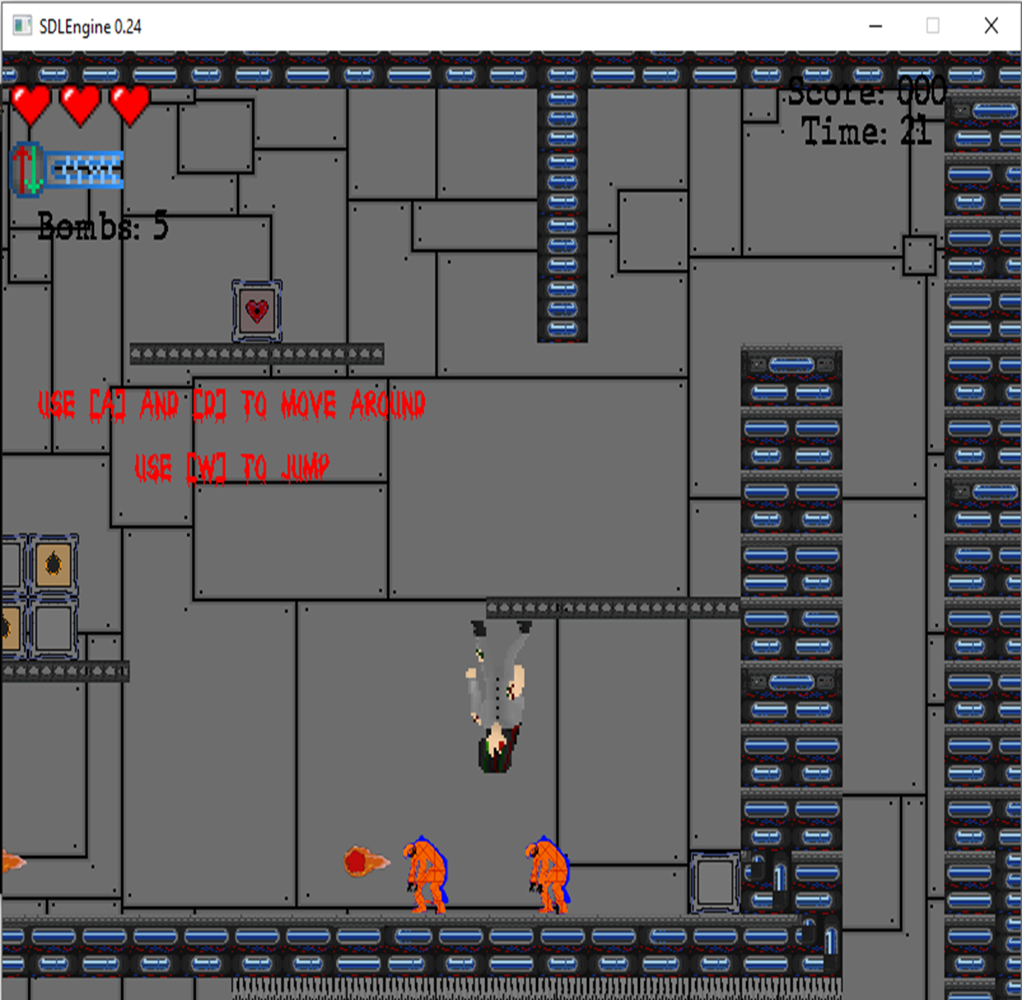 SDLEngine 0.24
Score: 000
Time: 21
Bombs: 5
USE [A] AND [D] TO MOVE AROUND
USE [W] TO JUMP